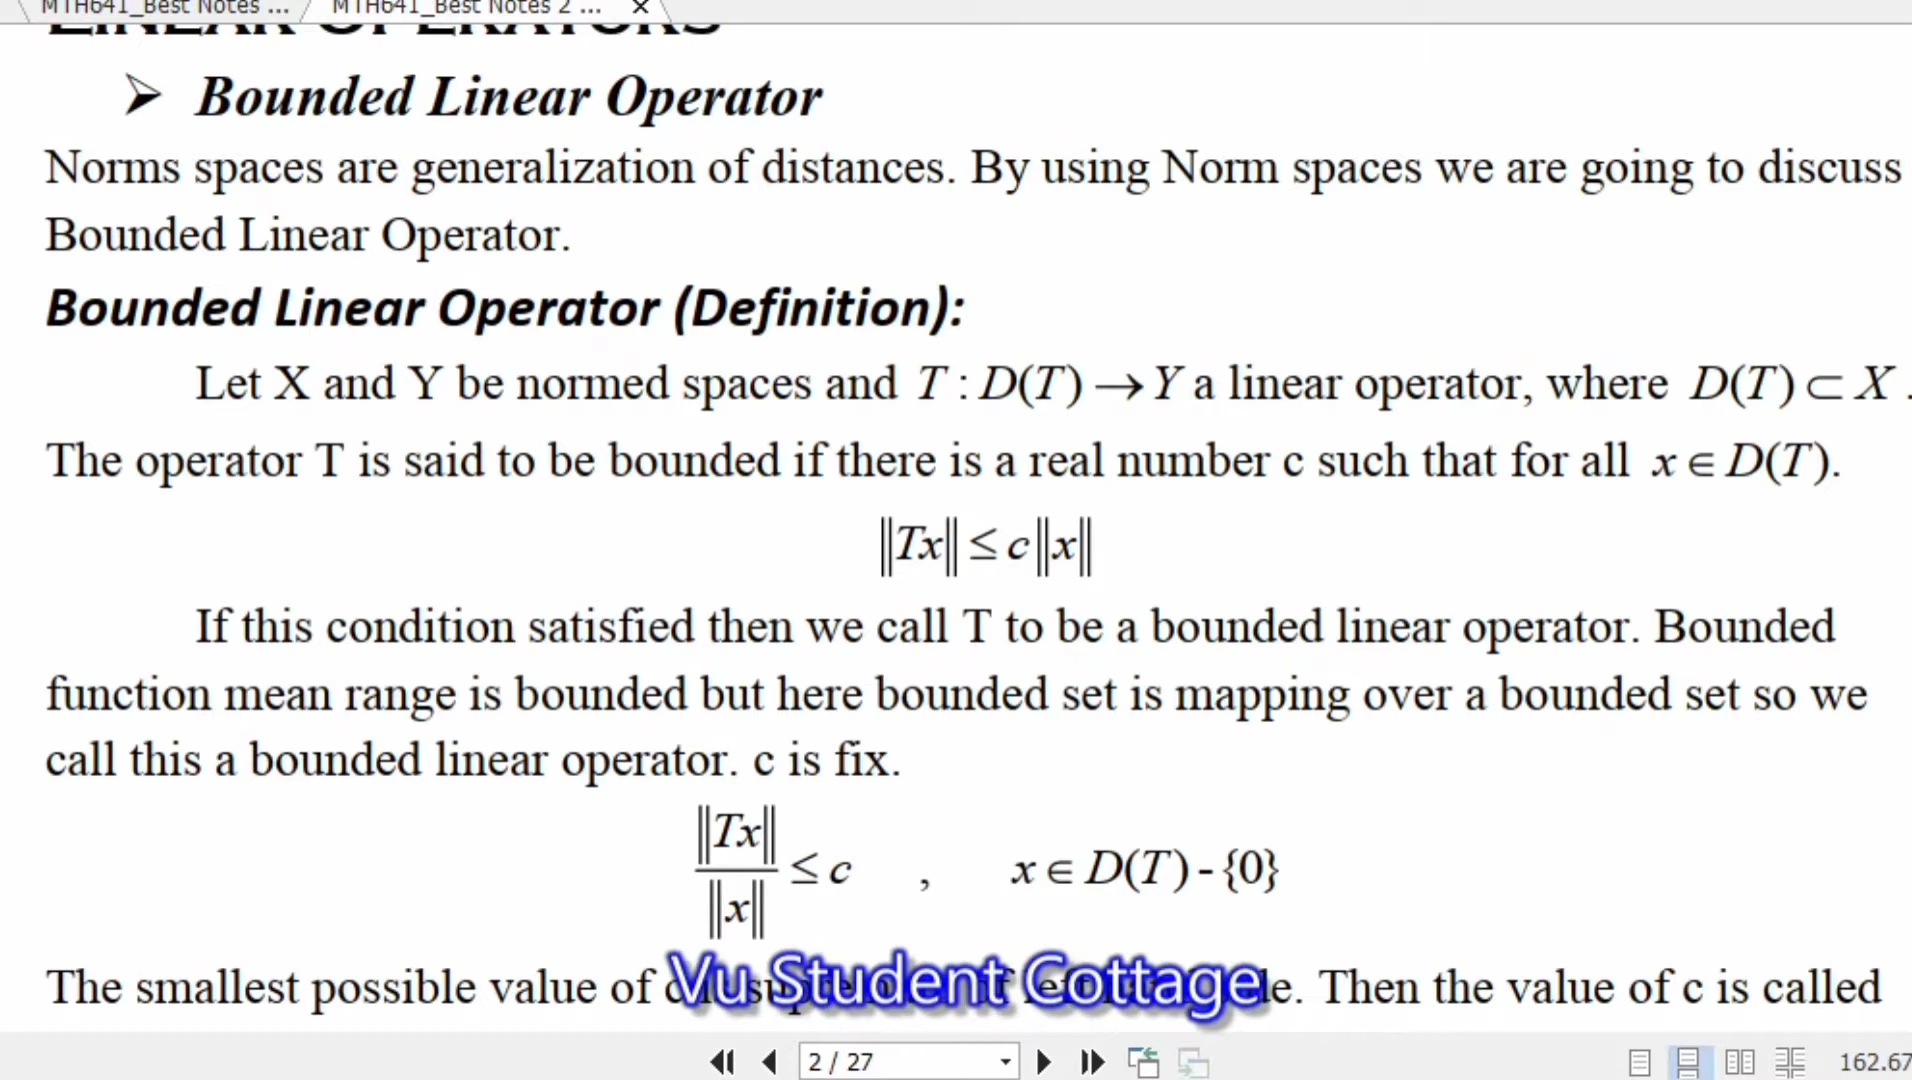 MTH641_Best Notes ...
MTH641_Best Notes 2 ...
LINEAR OPERATORS
➢ Bounded Linear Operator
Norms spaces are generalization of distances. By using Norm spaces we are going to discuss
Bounded Linear Operator.
Bounded Linear Operator (Definition):
Let X and Y be normed spaces and T : D(T) → Y a linear operator, where D(T) ⊂ X .
The operator T is said to be bounded if there is a real number c such that for all x ∈ D(T).
‖Tx‖ ≤ c‖x‖
If this condition satisfied then we call T to be a bounded linear operator. Bounded
function mean range is bounded but here bounded set is mapping over a bounded set so we
call this a bounded linear operator. c is fix.
‖Tx‖ / ‖x‖ ≤ c , x ∈ D(T) - {0}
The smallest possible value of . Then the value of c is called
Vu Student Cottage
2 / 27
162.67